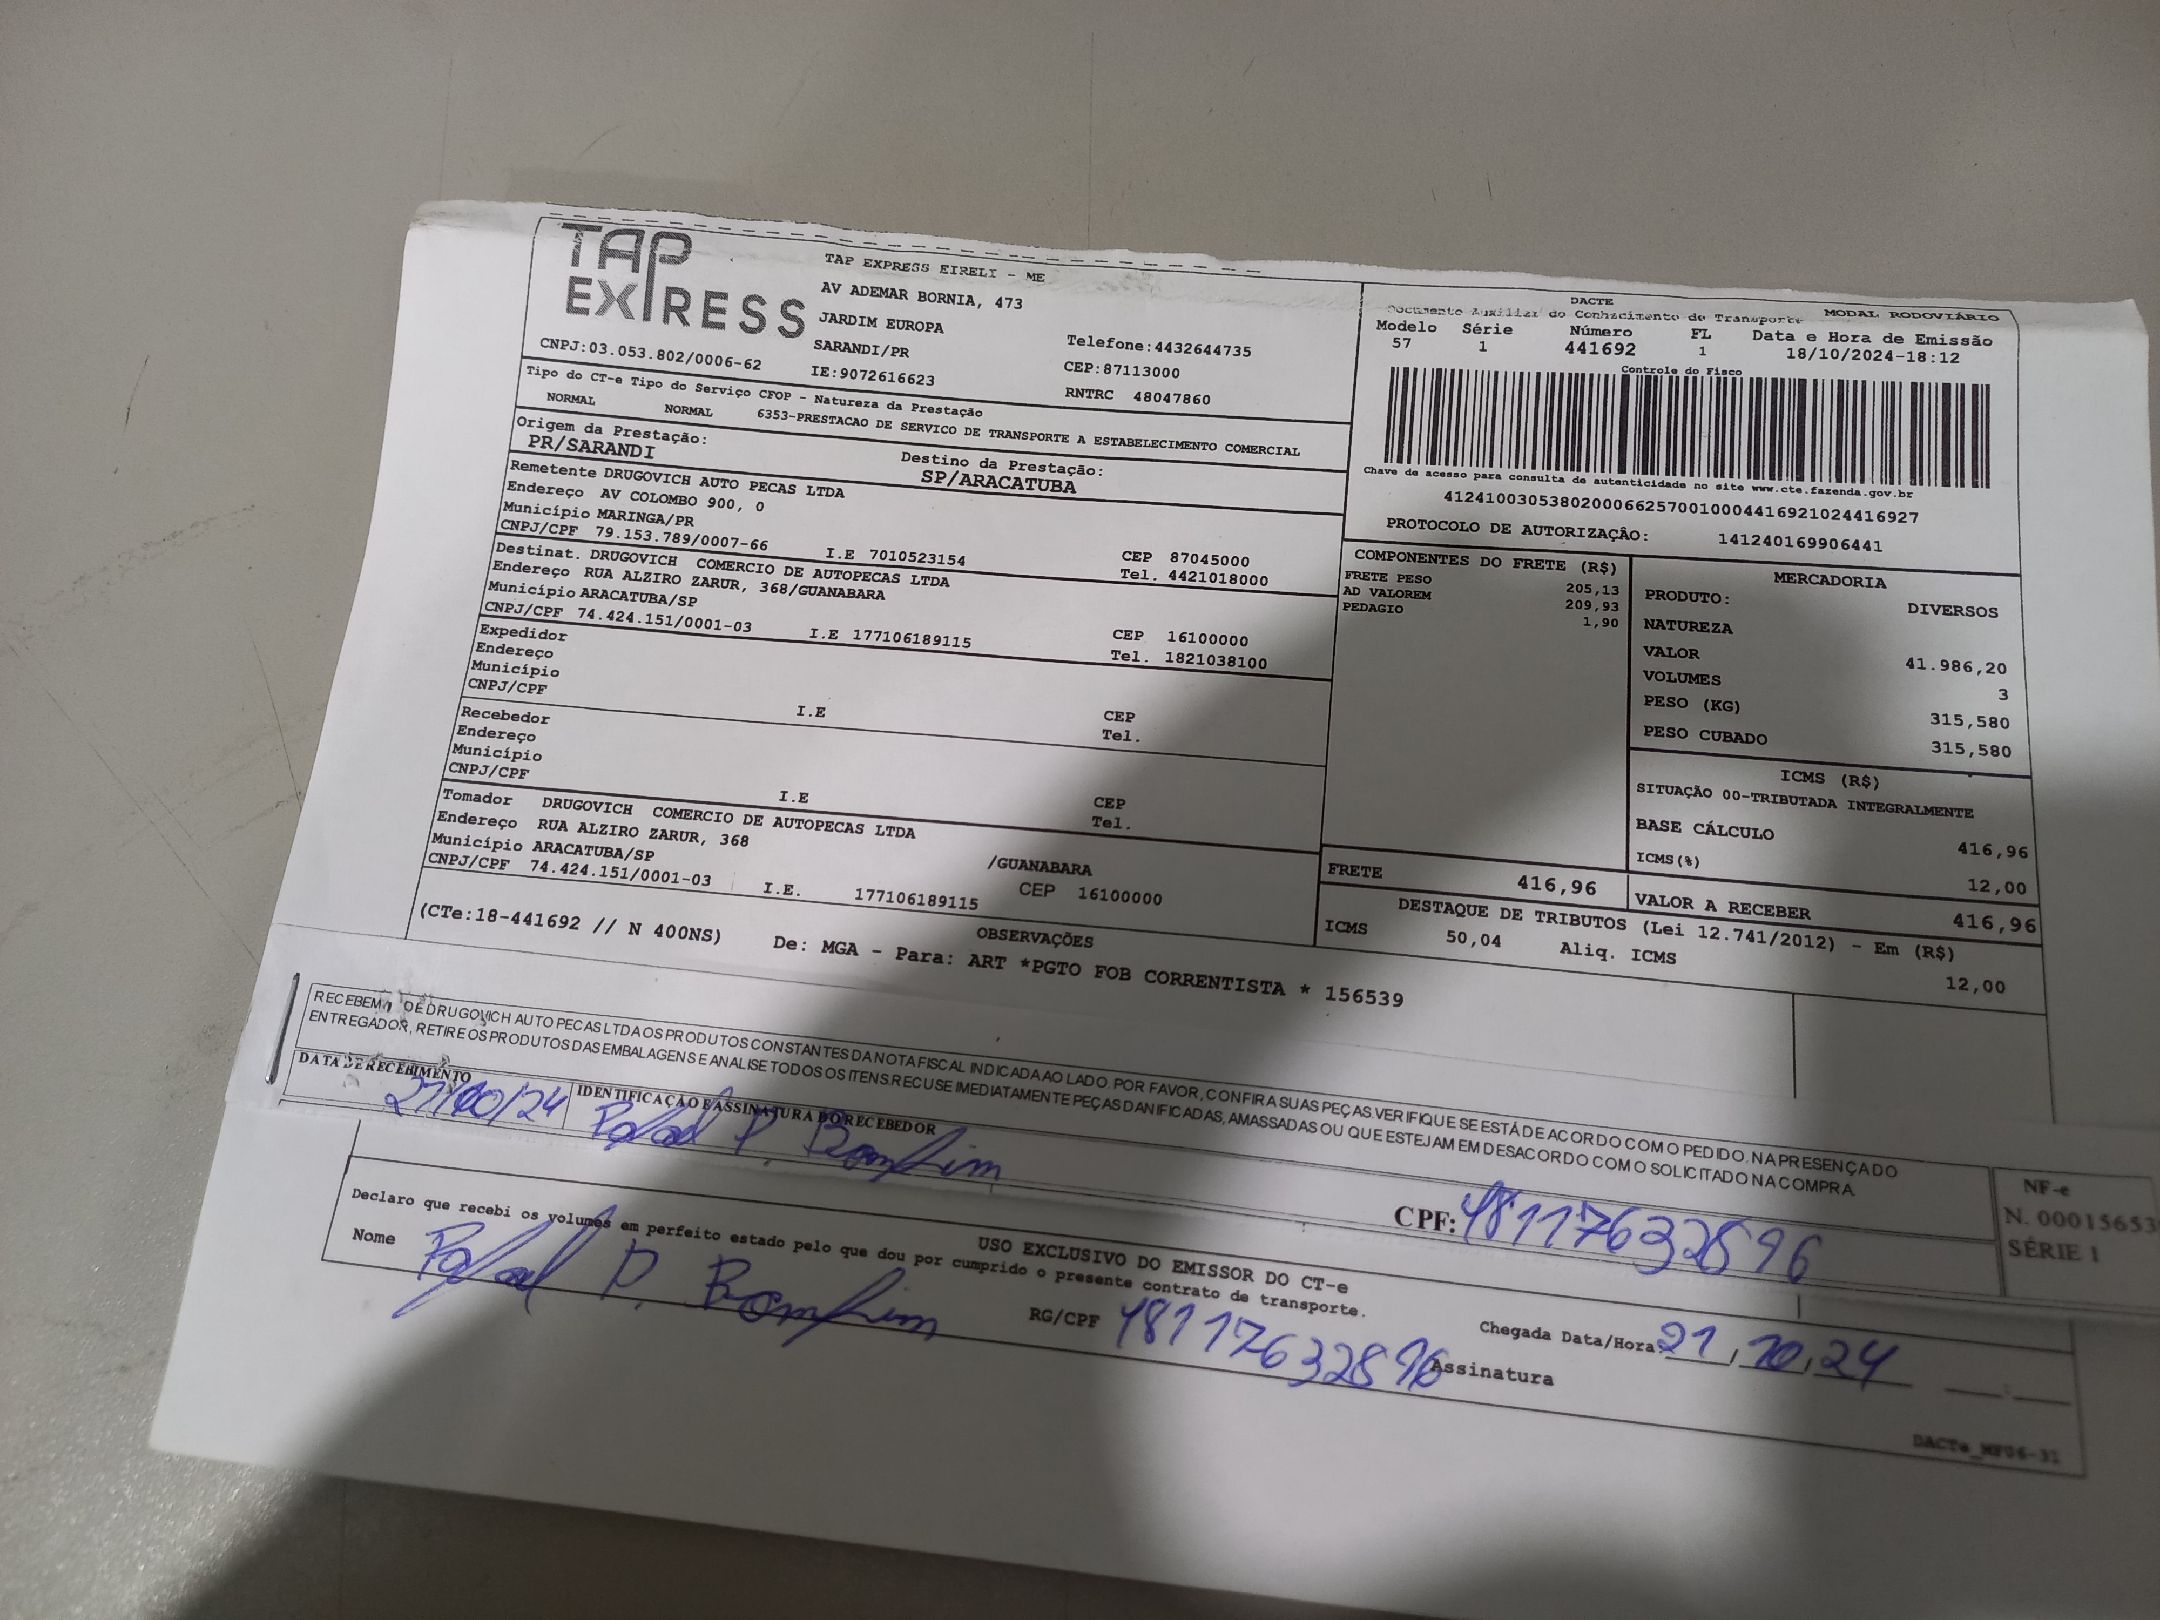 TAP
EXPRESS
TAP EXPRESS EIRELI - ME
AV ADEMAR BORNIA, 473
JARDIM EUROPA
SARANDI/PR
Telefone:4432644735
CNPJ:03.053.802/0006-62
IE:9072616623
CEP:87113000
RNTRC 48047860
DACTE
Documento Auxiliar do Conhecimento de Transporte MODAL RODOVIÁRIO
Modelo Série Número FL Data e Hora de Emissão
57 1 441692 1 18/10/2024-18:12
Controle do Fisco
Chave de acesso para consulta de autenticidade no site www.cte.fazenda.gov.br
41241003053802000662570010004416921024416927
PROTOCOLO DE AUTORIZAÇÂO: 141240169906441
Tipo do CT-e Tipo do Serviço CFOP - Natureza da Prestação
NORMAL NORMAL 6353-PRESTACAO DE SERVICO DE TRANSPORTE A ESTABELECIMENTO COMERCIAL
Origem da Prestação: Destino da Prestação:
PR/SARANDI SP/ARACATUBA
Remetente DRUGOVICH AUTO PECAS LTDA
Endereço AV COLOMBO 900, 0
Município MARINGA/PR CEP 87045000
CNPJ/CPF 79.153.789/0007-66 I.E 7010523154 Tel. 4421018000
Destinat. DRUGOVICH COMERCIO DE AUTOPECAS LTDA
Endereço RUA ALZIRO ZARUR, 368/GUANABARA
Município ARACATUBA/SP CEP 16100000
CNPJ/CPF 74.424.151/0001-03 I.E 177106189115 Tel. 1821038100
Expedidor
Endereço
Município CEP
CNPJ/CPF I.E Tel.
Recebedor
Endereço
Município CEP
CNPJ/CPF I.E Tel.
Tomador DRUGOVICH COMERCIO DE AUTOPECAS LTDA
Endereço RUA ALZIRO ZARUR, 368 /GUANABARA
Município ARACATUBA/SP CEP 16100000
CNPJ/CPF 74.424.151/0001-03 I.E. 177106189115
COMPONENTES DO FRETE (R$)
FRETE PESO 205,13
AD VALOREM 209,93
PEDAGIO 1,90
MERCADORIA
PRODUTO: DIVERSOS
NATUREZA
VALOR 41.986,20
VOLUMES 3
PESO (KG) 315,580
PESO CUBADO 315,580
ICMS (R$)
SITUAÇÃO 00-TRIBUTADA INTEGRALMENTE
BASE CÁLCULO 416,96
ICMS(%) 12,00
FRETE 416,96 VALOR A RECEBER 416,96
DESTAQUE DE TRIBUTOS (Lei 12.741/2012) - Em (R$)
ICMS 50,04 Aliq. ICMS 12,00
OBSERVAÇÕES
(CTe:18-441692 // N 400NS) De: MGA - Para: ART *PGTO FOB CORRENTISTA * 156539
RECEBEM DE DRUGOVICH AUTO PECAS LTDA OS PRODUTOS CONSTANTES DA NOTA FISCAL INDICADA AO LADO. POR FAVOR, CONFIRA SUAS PEÇAS. VERIFIQUE SE ESTÁ DE ACORDO COM O PEDIDO. NA PRESENÇA DO
ENTREGADOR, RETIRE OS PRODUTOS DAS EMBALAGENS E ANALISE TODOS OS ITENS. RECUSE IMEDIATAMENTE PEÇAS DANIFICADAS, AMASSADAS OU QUE ESTEJAM EM DESACORDO COM O SOLICITADO NA COMPRA
DATA DE RECEBIMENTO IDENTIFICAÇÃO E ASSINATURA DO RECEBEDOR
21/10/24 Rafael P. Bomfim
CPF: 48117632896
NF-e
N. 00015653
SÉRIE 1
USO EXCLUSIVO DO EMISSOR DO CT-e
Declaro que recebi os volumes em perfeito estado pelo que dou por cumprido o presente contrato de transporte.
Nome Rafael P. Bomfim RG/CPF 48117632896 Assinatura
Chegada Data/Hora: 21/10/24
DACTe_MF06-31